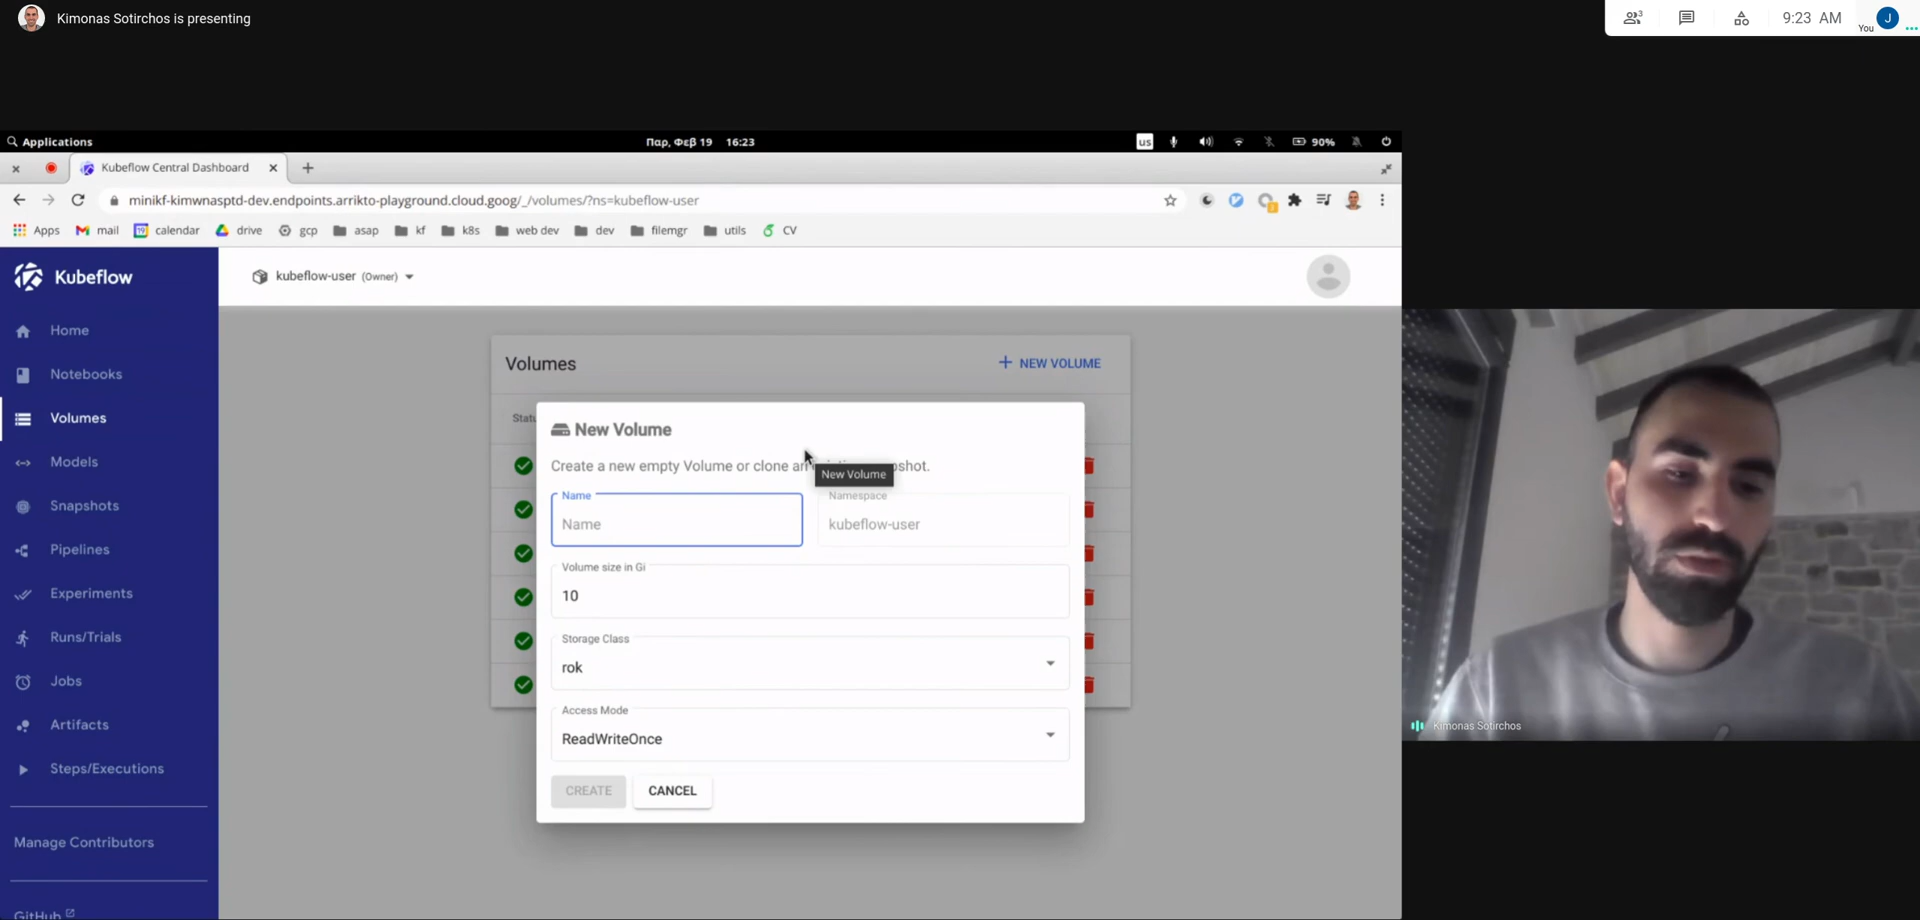 Kimonas Sotirchos is presenting
3
9:23 AM
You
J
Applications
Παρ, Φεβ 19 16:23
us
90%
Kubeflow Central Dashboard
minikf-kimwnasptd-dev.endpoints.arrikto-playground.cloud.goog/_/volumes/?ns=kubeflow-user
Apps mail calendar drive gcp asap kf k8s web dev dev filemgr utils CV
Kubeflow
kubeflow-user (Owner)
Home
Notebooks
Volumes
Models
Snapshots
Pipelines
Experiments
Runs/Trials
Jobs
Artifacts
Steps/Executions
Manage Contributors
GitHub
Volumes
NEW VOLUME
New Volume
Create a new empty Volume or clone
New Volume
Name
Name
Namespace
kubeflow-user
Volume size in Gi
10
Storage Class
rok
Access Mode
ReadWriteOnce
CREATE CANCEL
Kimonas Sotirchos